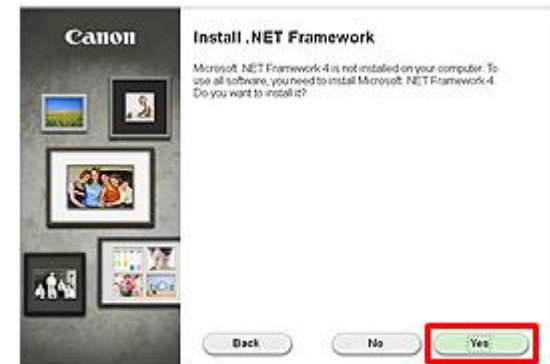 Canon
Install .NET Framework
Microsoft .NET Framework 4 is not installed on your computer. To
use all software, you need to install Microsoft .NET Framework 4.
Do you want to install it?
Back
No
Yes